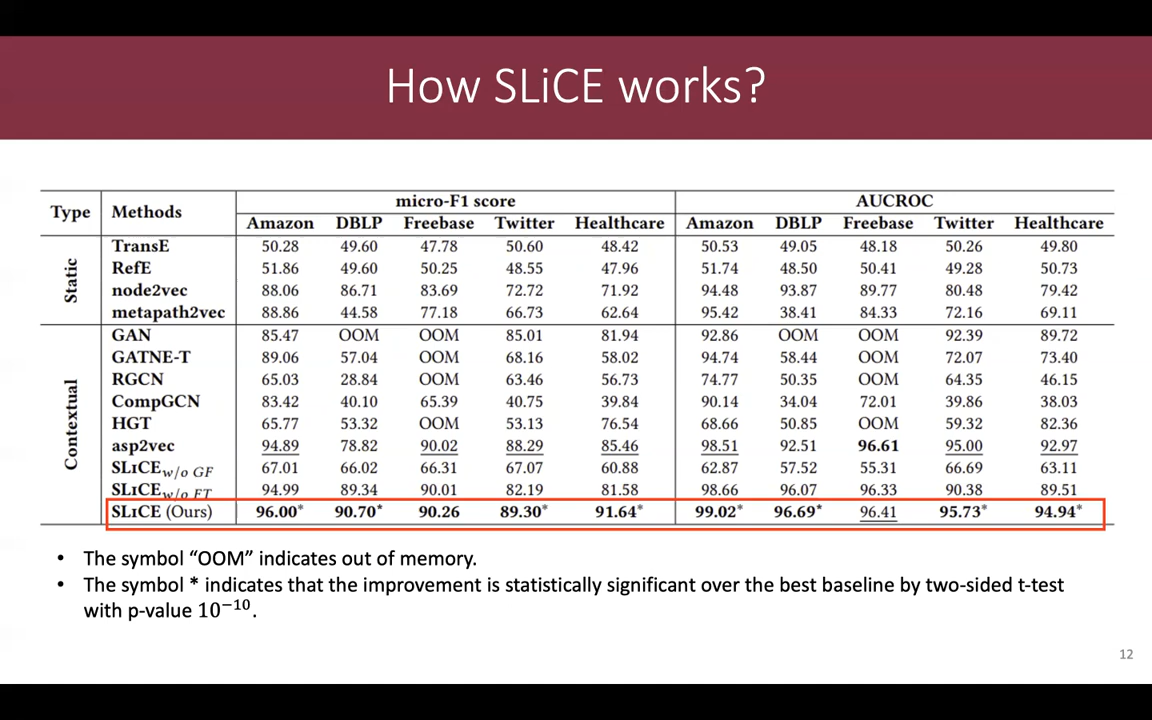 How SLiCE works?
Type Methods micro-F1 score AUCROC
Amazon DBLP Freebase Twitter Healthcare Amazon DBLP Freebase Twitter Healthcare
Static
TransE 50.28 49.60 47.78 50.60 48.42 50.53 49.05 48.18 50.26 49.80
RefE 51.86 49.60 50.25 48.55 47.96 51.74 48.50 50.41 49.28 50.73
node2vec 88.06 86.71 83.69 72.72 71.92 94.48 93.87 89.77 80.48 79.42
metapath2vec 88.86 44.58 77.18 66.73 62.64 95.42 38.41 84.33 72.16 69.11
Contextual
GAN 85.47 OOM OOM 85.01 81.94 92.86 OOM OOM 92.39 89.72
GATNE-T 89.06 57.04 OOM 68.16 58.02 94.74 58.44 OOM 72.07 73.40
RGCN 65.03 28.84 OOM 63.46 56.73 74.77 50.35 OOM 64.35 46.15
CompGCN 83.42 40.10 65.39 40.75 39.84 90.14 34.04 72.01 39.86 38.03
HGT 65.77 53.32 OOM 53.13 76.54 68.66 50.85 OOM 59.32 82.36
asp2vec 94.89 78.82 90.02 88.29 85.46 98.51 92.51 96.61 95.00 92.97
SLiCE w/o GF 67.01 66.02 66.31 67.07 60.88 62.87 57.52 55.31 66.69 63.11
SLiCE w/o FT 94.99 89.34 90.01 82.19 81.58 98.66 96.07 96.33 90.38 89.51
SLiCE (Ours) 96.00* 90.70* 90.26 89.30* 91.64* 99.02* 96.69* 96.41 95.73* 94.94*
• The symbol “OOM” indicates out of memory.
• The symbol * indicates that the improvement is statistically significant over the best baseline by two-sided t-test
with p-value 10⁻¹⁰.
12